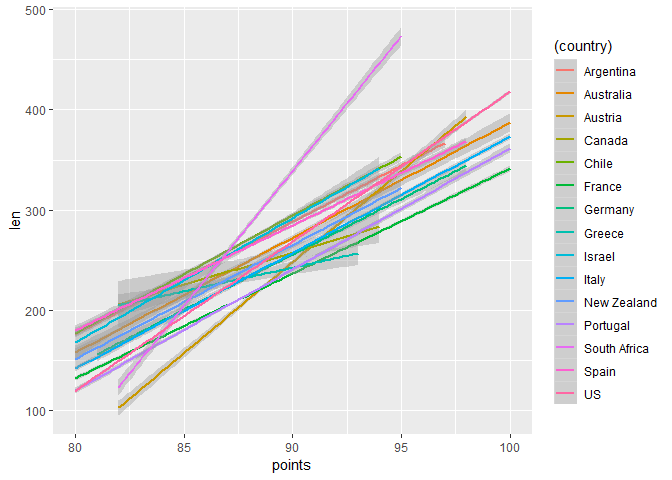 500
400
300
200
100
len
80
85
90
95
100
points
(country)
Argentina
Australia
Austria
Canada
Chile
France
Germany
Greece
Israel
Italy
New Zealand
Portugal
South Africa
Spain
US